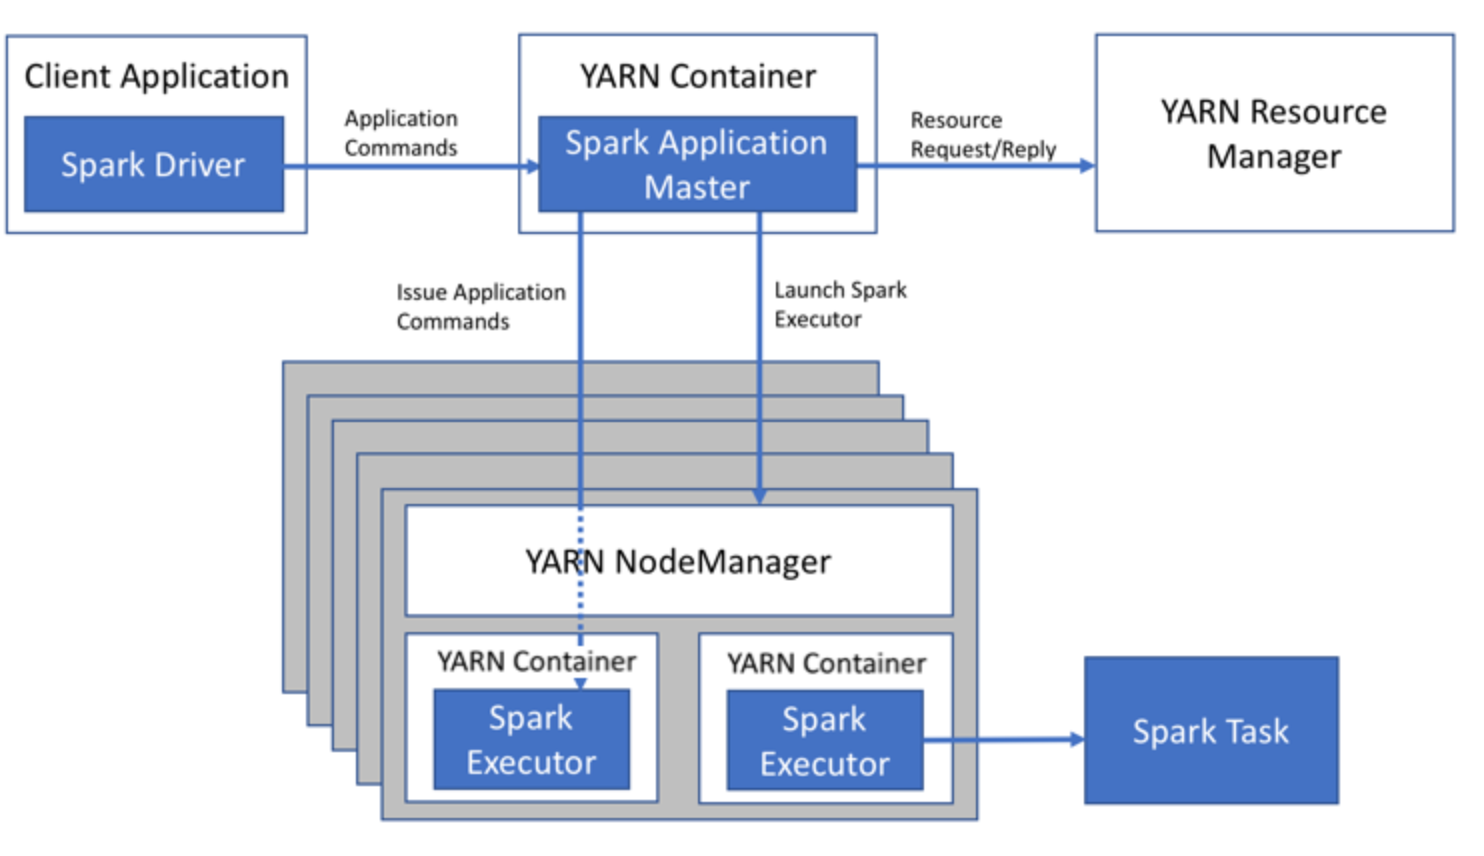 Client Application
Spark Driver
Application
Commands
YARN Container
Spark Application
Master
Resource
Request/Reply
YARN Resource
Manager
Issue Application
Commands
Launch Spark
Executor
YARN NodeManager
YARN Container
Spark
Executor
YARN Container
Spark
Executor
Spark Task